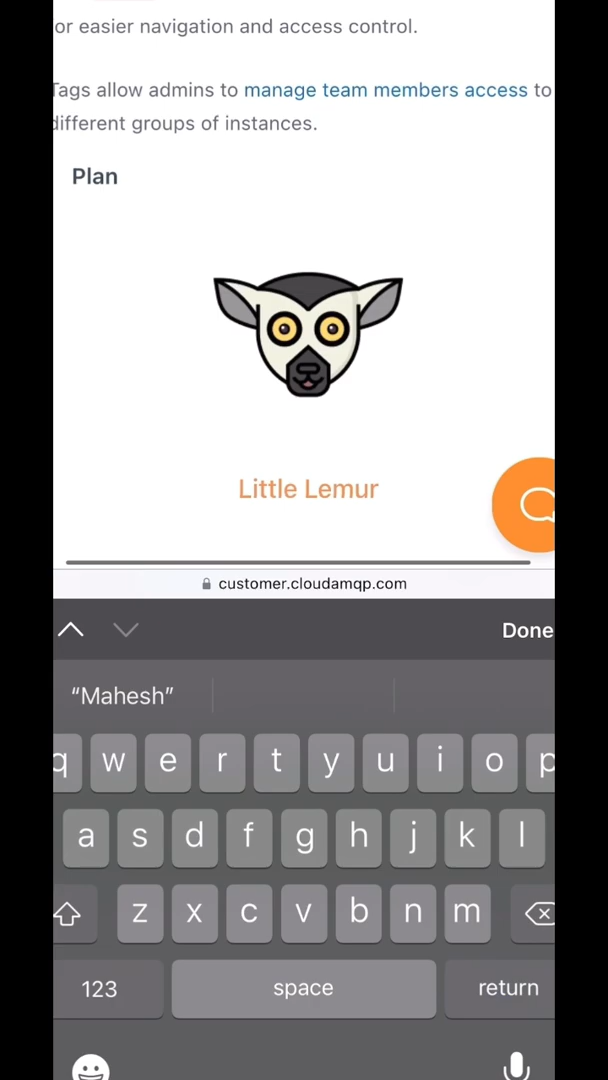 or easier navigation and access control.
Tags allow admins to manage team members access to
different groups of instances.
Plan
Little Lemur
customer.cloudamqp.com
Done
“Mahesh”
q w e r t y u i o p
a s d f g h j k l
z x c v b n m
123 space return